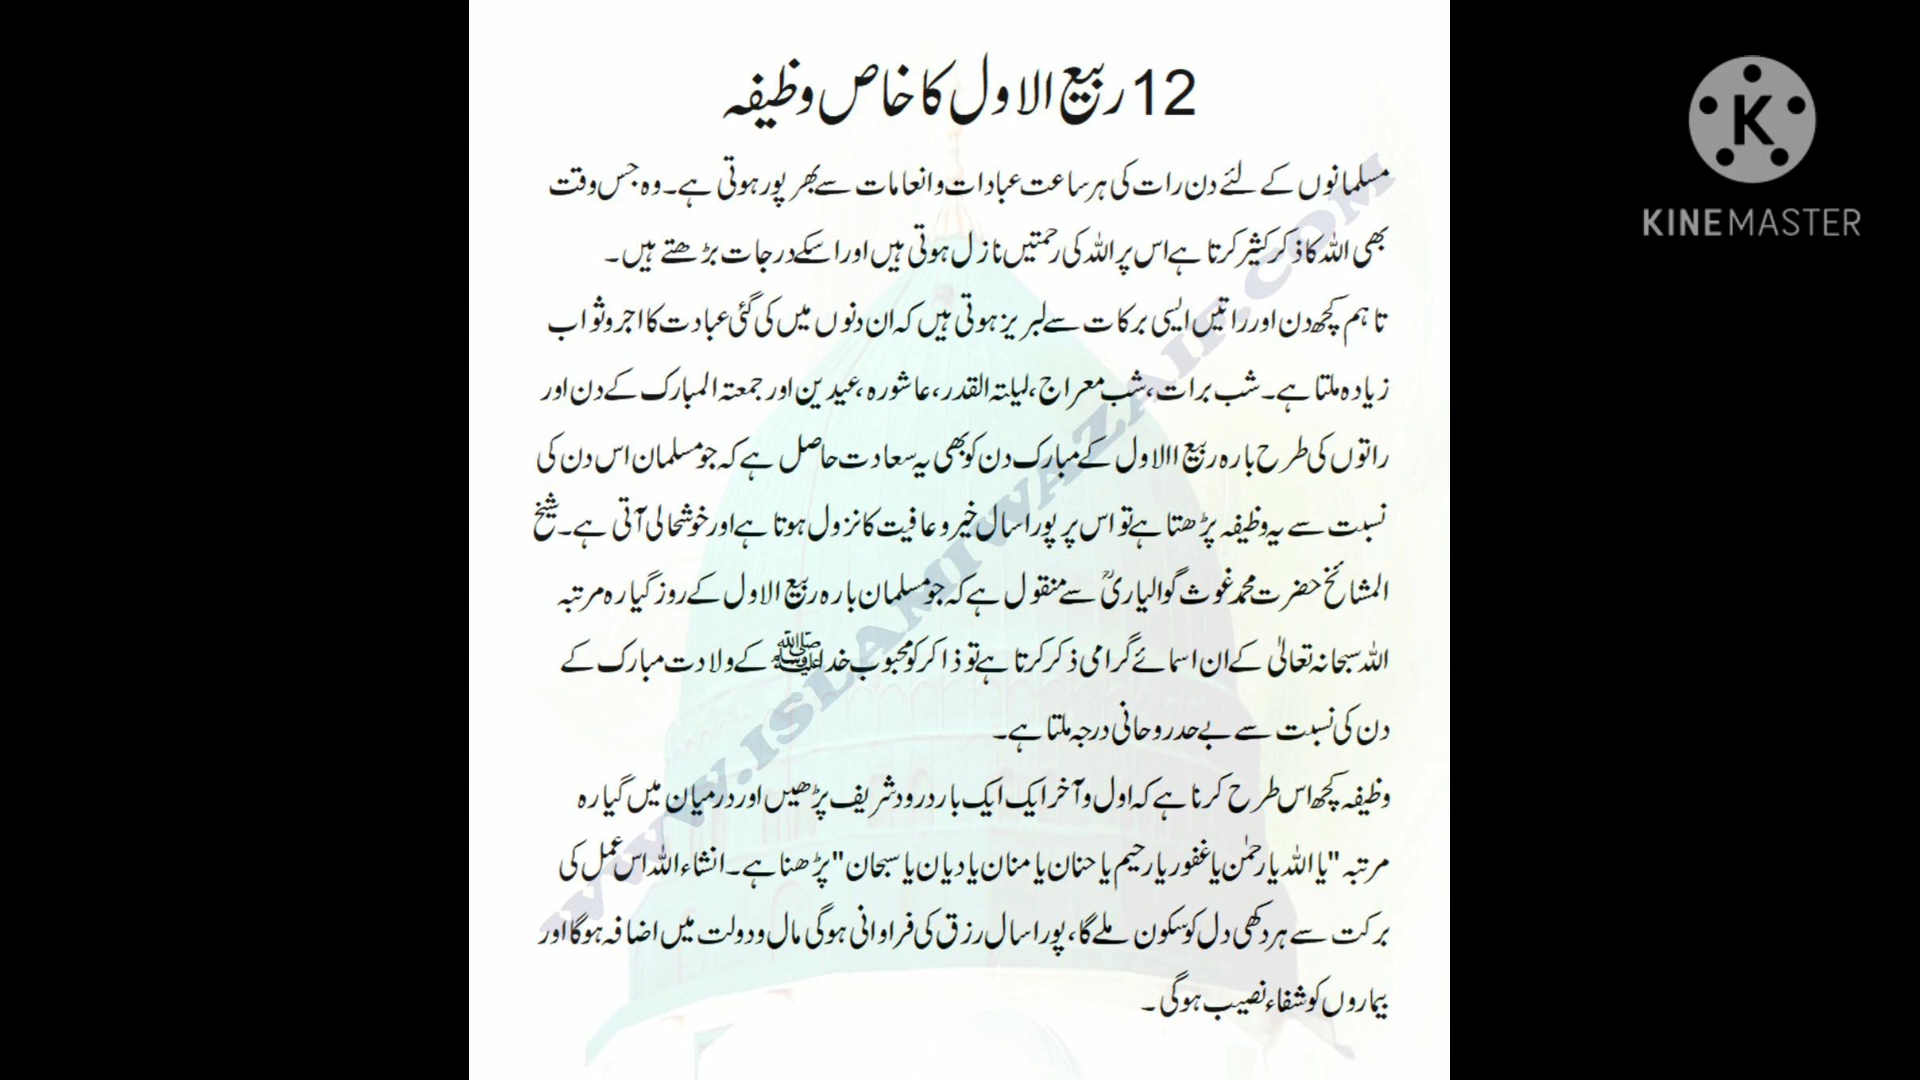 12 ربیع الاول کا خاص وظیفہ
مسلمانوں کے لئے دن رات کی ہر ساعت عبادات و انعامات سے بھر پور ہوتی ہے۔ وہ جس وقت
بھی اللہ کا ذکر کثیر کرتا ہے اس پر اللہ کی رحمتیں نازل ہوتی ہیں اور اسکے درجات بڑھتے ہیں۔
تاہم کچھ دن اور راتیں ایسی برکات سے لبریز ہوتی ہیں کہ ان دنوں میں کی گئی عبادت کا اجر و ثواب
زیادہ ملتا ہے۔ شب برات، شب معراج، لیلتہ القدر، عاشورہ، عیدین اور جمعتہ المبارک کے دن اور
راتوں کی طرح بارہ ربیع االاول کے مبارک دن کو بھی یہ سعادت حاصل ہے کہ جو مسلمان اس دن کی
نسبت سے یہ وظیفہ پڑھتا ہے تو اس پر پورا سال خیر و عافیت کا نزول ہوتا ہے اور خوشحالی آتی ہے۔ شیخ
المشائخ حضرت محمد غوث گوالیاریؒ سے منقول ہے کہ جو مسلمان بارہ ربیع الاول کے روز گیارہ مرتبہ
اللہ سبحانہ تعالیٰ کے ان اسمائے گرامی ذکر کرتا ہے تو ذاکر کو محبوب خدا ﷺ کے ولادت مبارک کے
دن کی نسبت سے بے حد روحانی درجہ ملتا ہے۔
وظیفہ کچھ اس طرح کرنا ہے کہ اول و آخر ایک ایک بار درود شریف پڑھیں اور درمیان میں گیارہ
مرتبہ "یا اللہ یا رحمٰن یا غفور یا رحیم یا حنان یا منان یا دیان یا سبحان" پڑھنا ہے۔ انشاء اللہ اس عمل کی
برکت سے ہر دکھی دل کو سکون ملے گا، پورا سال رزق کی فراوانی ہوگی مال و دولت میں اضافہ ہوگا اور
بیماروں کو شفاء نصیب ہوگی۔
WWW.ISLAMIWAZAIF.COM
K
KINEMASTER